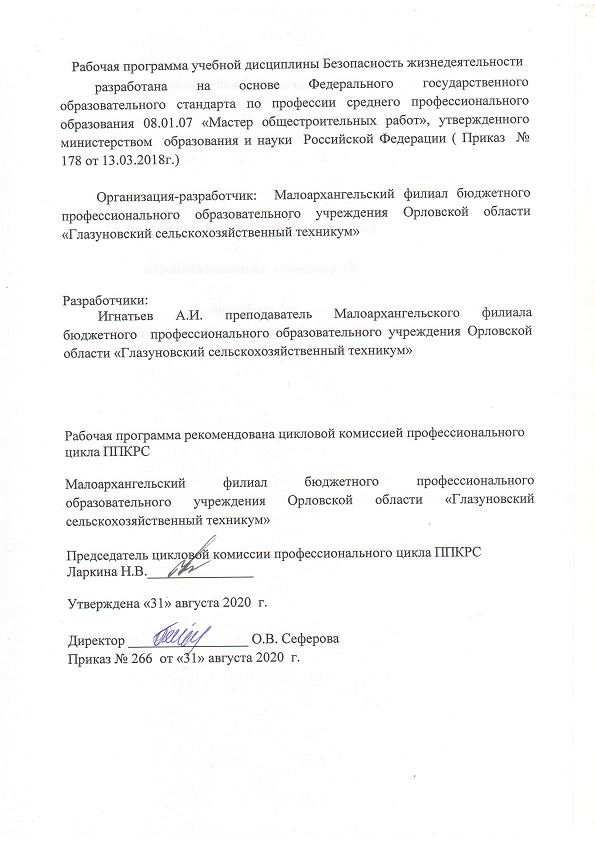 Рабочая программа учебной дисциплины Безопасность жизнедеятельности
разработана на основе Федерального государственного
образовательного стандарта по профессии среднего профессионального
образования 08.01.07 «Мастер общестроительных работ», утвержденного
министерством образования и науки Российской Федерации ( Приказ №
178 от 13.03.2018г.)
Организация-разработчик: Малоархангельский филиал бюджетного
профессионального образовательного учреждения Орловской области
«Глазуновский сельскохозяйственный техникум»
Разработчики:
Игнатьев А.И. преподаватель Малоархангельского филиала
бюджетного профессионального образовательного учреждения Орловской
области «Глазуновский сельскохозяйственный техникум»
Рабочая программа рекомендована цикловой комиссией профессионального
цикла ППКРС
Малоархангельский филиал бюджетного профессионального
образовательного учреждения Орловской области «Глазуновский
сельскохозяйственный техникум»
Председатель цикловой комиссии профессионального цикла ППКРС
Ларкина Н.В.
Утверждена «31» августа 2020 г.
Директор О.В. Сеферова
Приказ № 266 от «31» августа 2020 г.